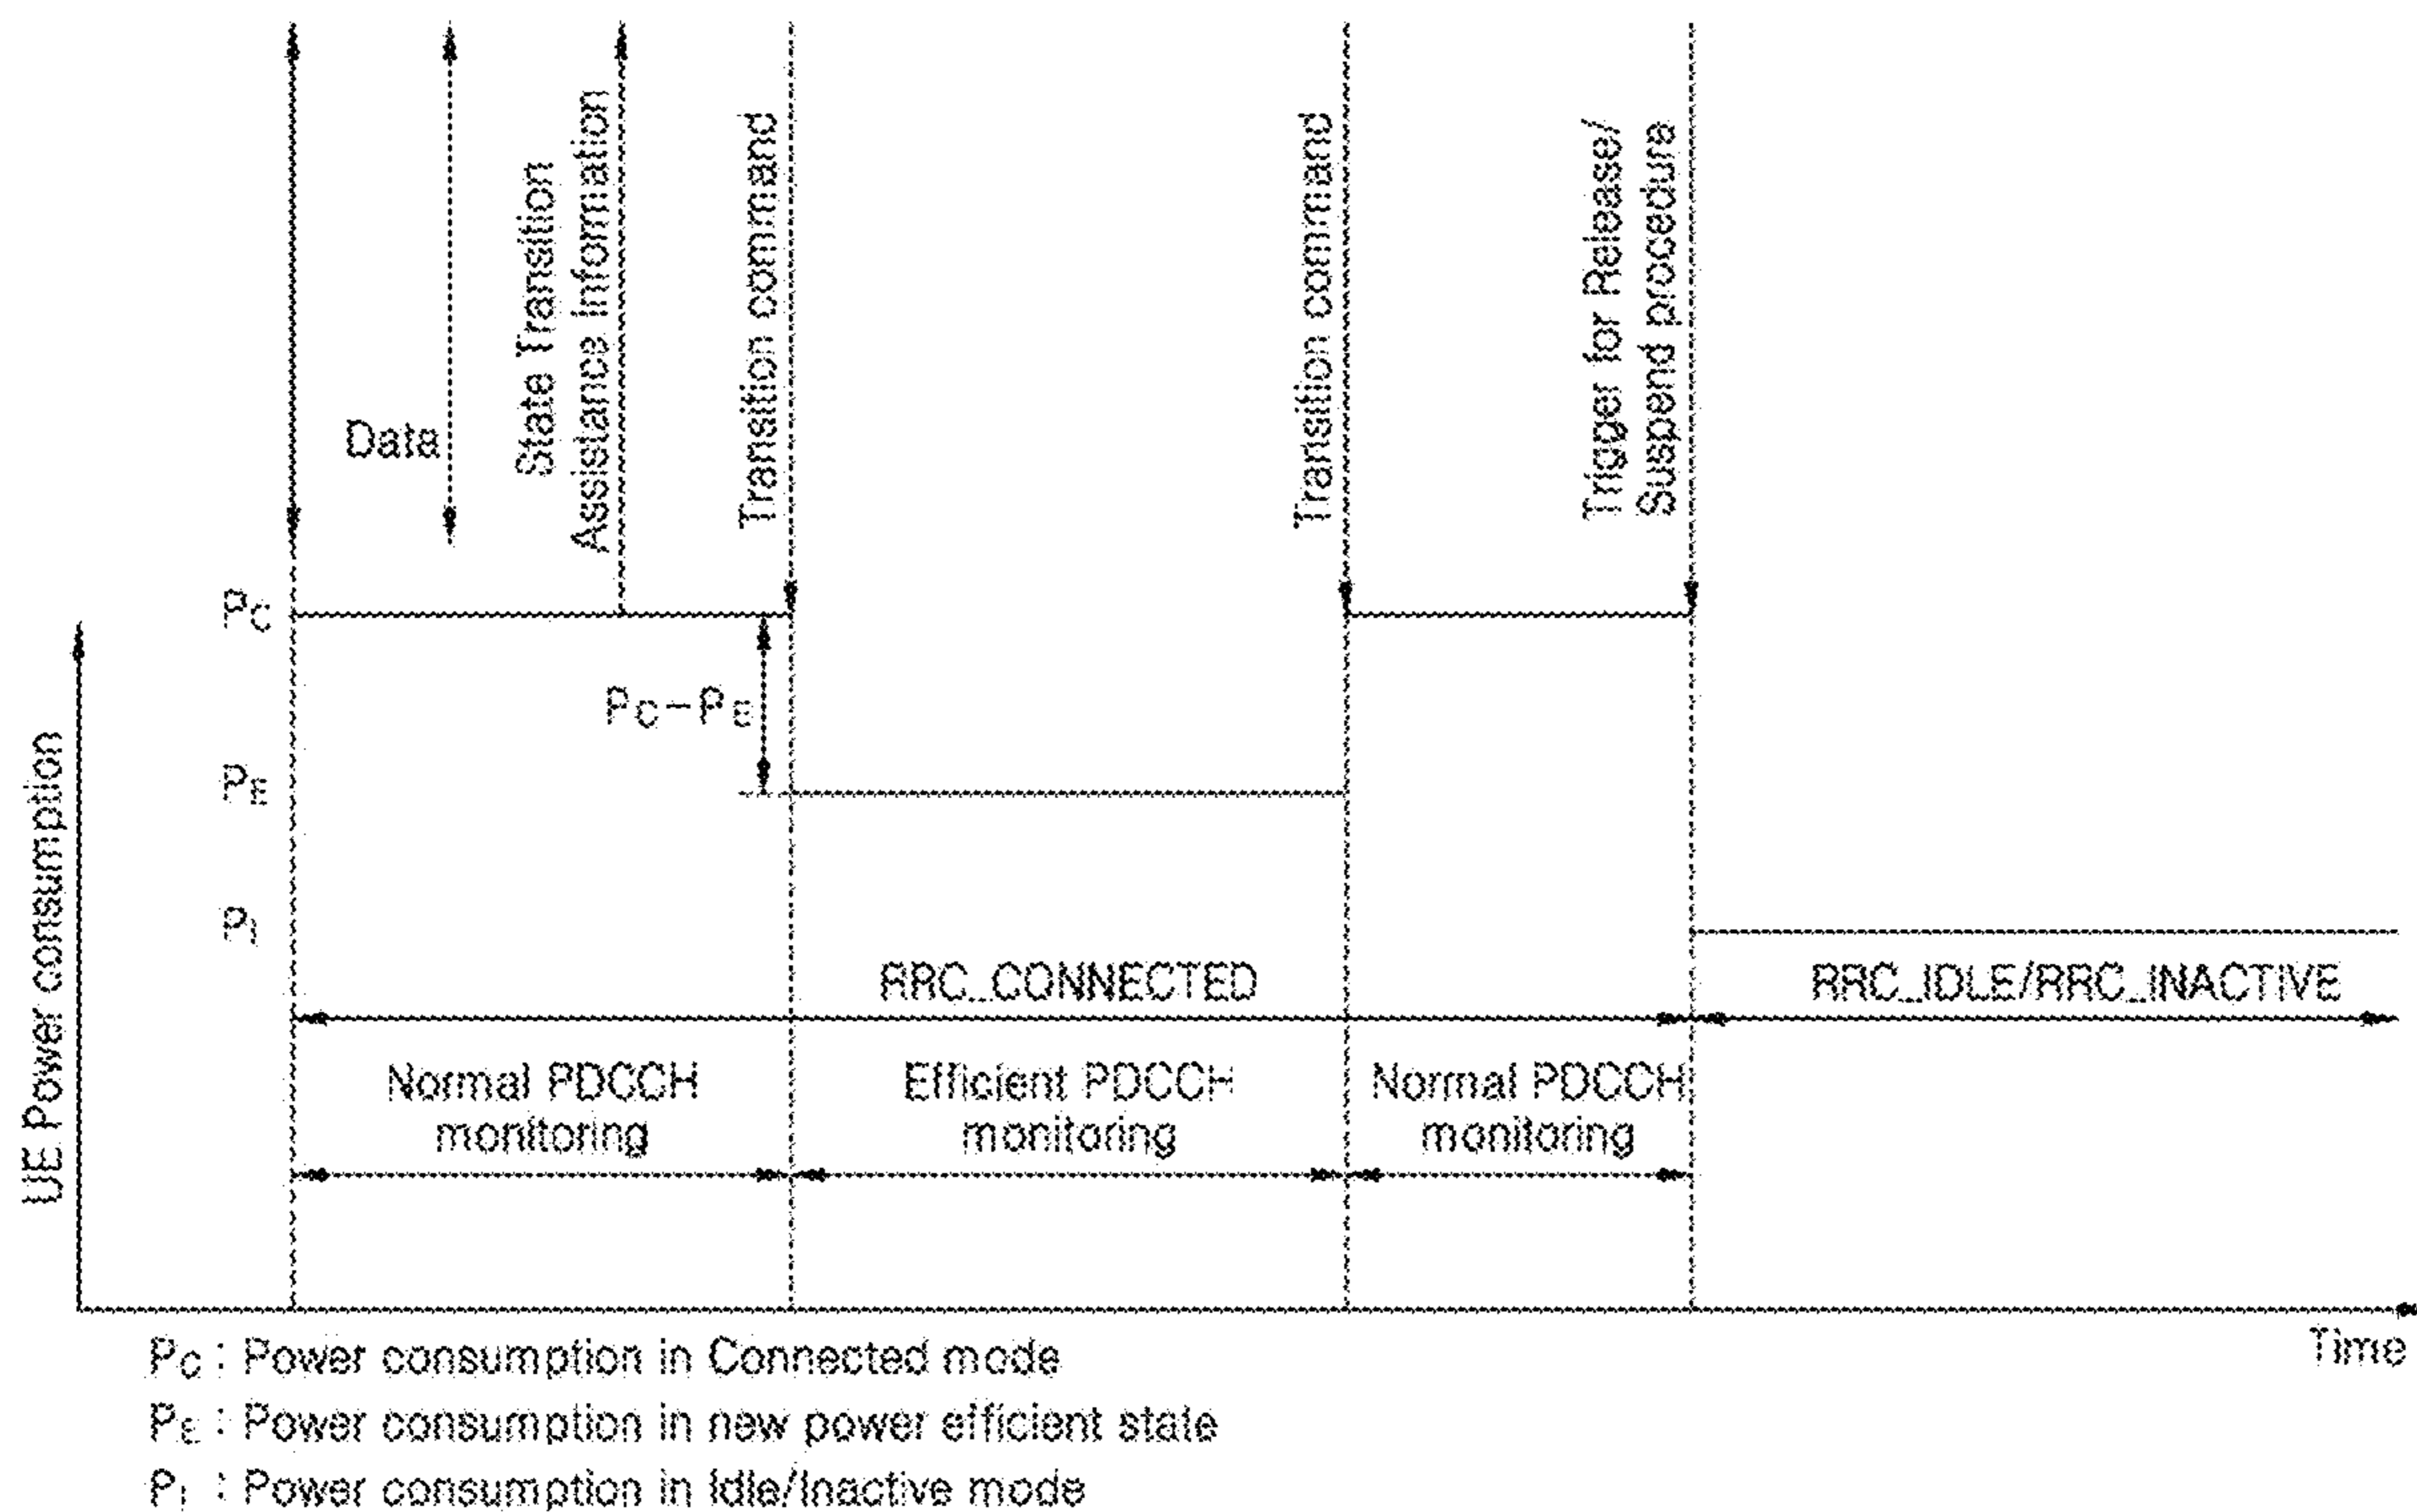 Data
State Transition
Assistance Information
Transition command
Transition command
Trigger for Release/
Suspend procedure
PC
PC-PE
PE
PI
UE Power consumption
RRC_CONNECTED
RRC_IDLE/RRC_INACTIVE
Normal PDCCH
monitoring
Efficient PDCCH
monitoring
Normal PDCCH
monitoring
Time
PC : Power consumption in Connected mode
PE : Power consumption in new power efficient state
PI : Power consumption in Idle/Inactive mode